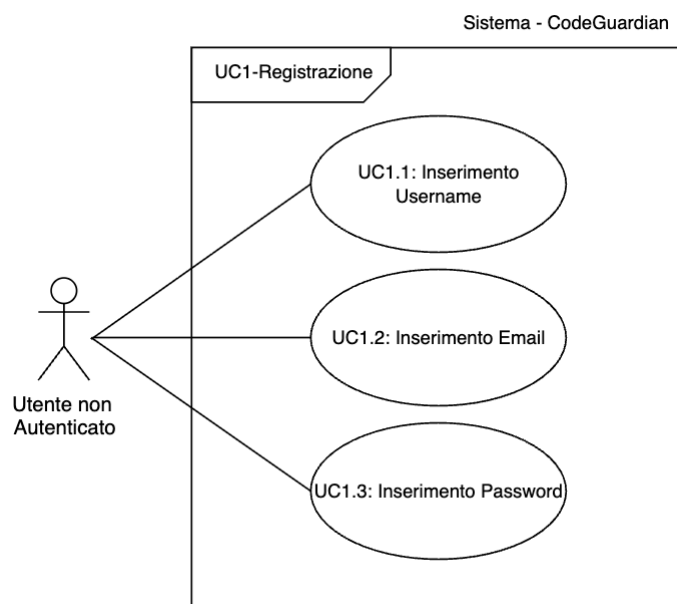 Sistema - CodeGuardian
UC1-Registrazione
UC1.1: Inserimento
Username
UC1.2: Inserimento Email
Utente non
Autenticato
UC1.3: Inserimento Password